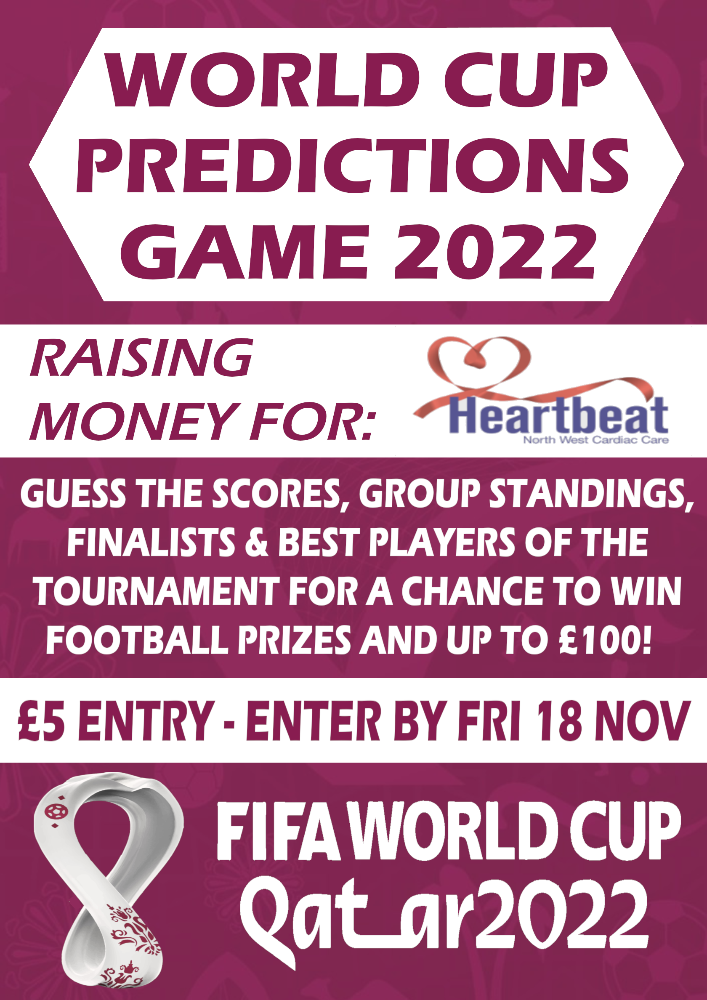 WORLD CUP
PREDICTIONS
GAME 2022
RAISING
MONEY FOR:
Heartbeat
North West Cardiac Care
GUESS THE SCORES, GROUP STANDINGS,
FINALISTS & BEST PLAYERS OF THE
TOURNAMENT FOR A CHANCE TO WIN
FOOTBALL PRIZES AND UP TO £100!
£5 ENTRY - ENTER BY FRI 18 NOV
FIFA WORLD CUP
Qatar2022